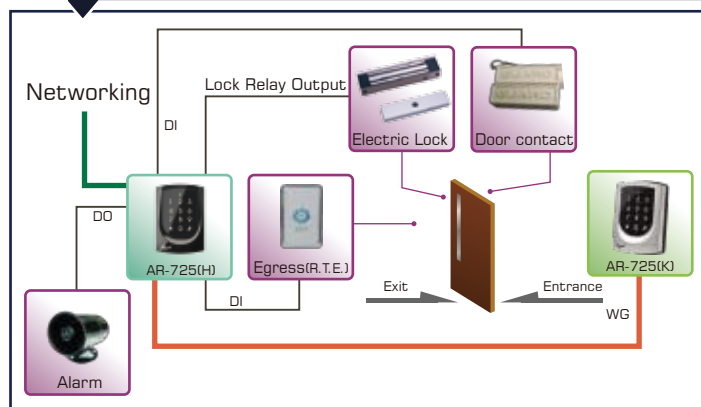 Networking
DI
Lock Relay Output
Electric Lock
Door contact
DO
AR-725(H)
Egress(R.T.E.)
AR-725(K)
DI
Exit
Entrance
WG
Alarm